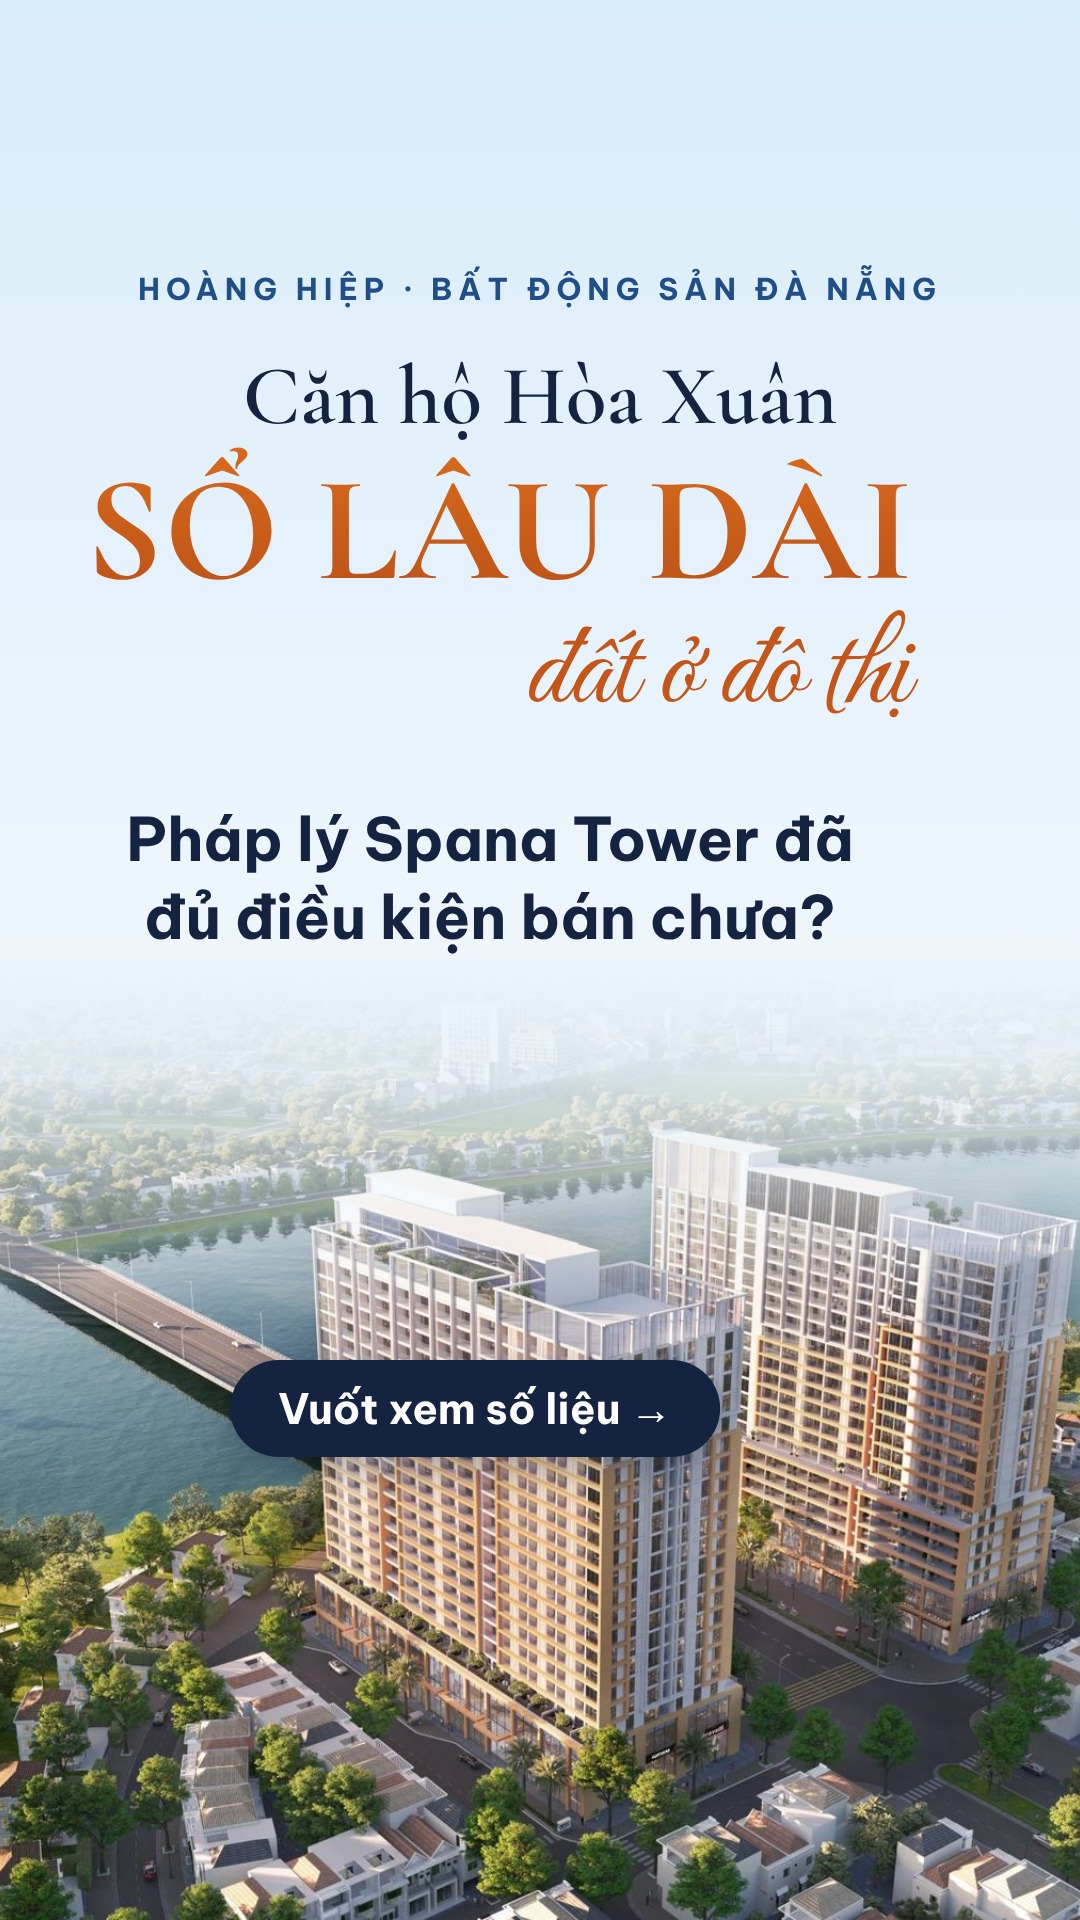 HOÀNG HIỆP · BẤT ĐỘNG SẢN ĐÀ NẴNG
Căn hộ Hòa Xuân
SỔ LÂU DÀI
đất ở đô thị
Pháp lý Spana Tower đã
đủ điều kiện bán chưa?
Vuốt xem số liệu →